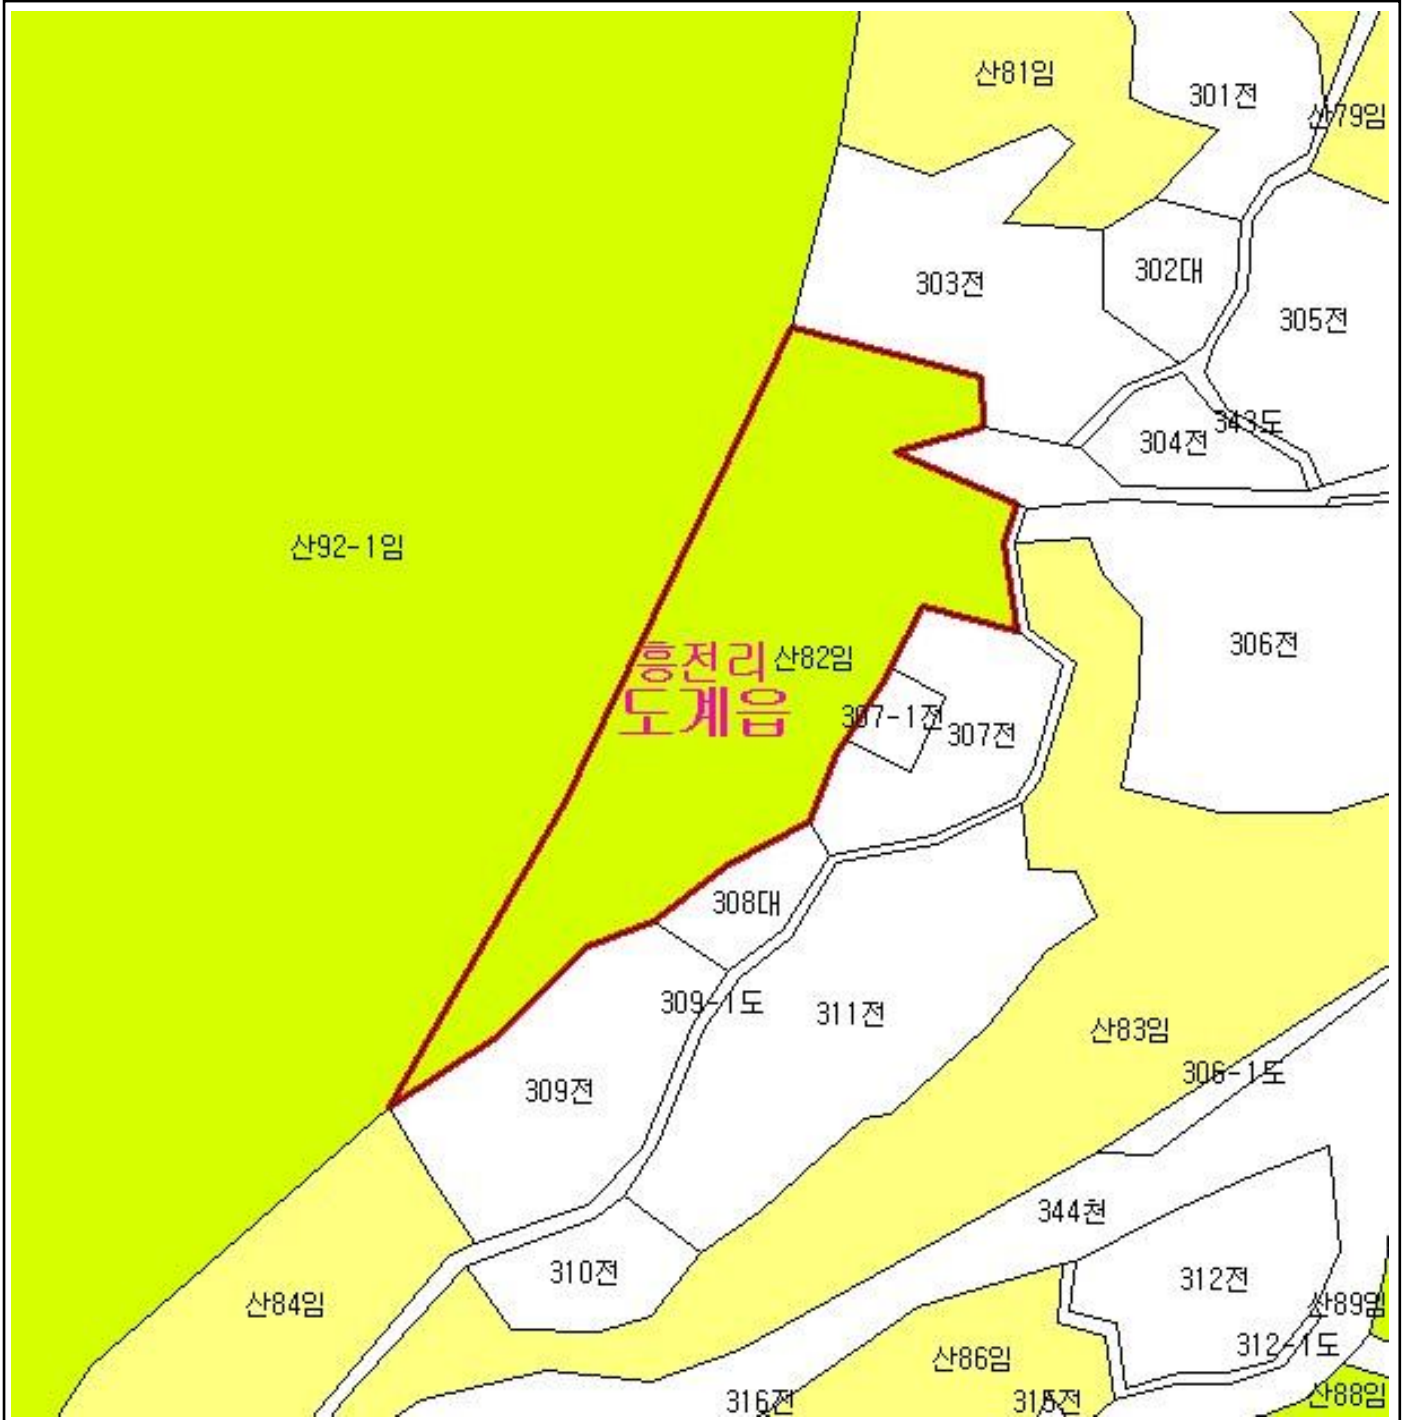 산81임
301전
산79임
303전
302대
305전
343도
304전
산92-1임
306전
흥전리
산82임
도계읍
307-1전
307전
308대
309-1도
311전
산83임
306-1도
309전
344천
310전
312전
산84임
산89임
312-1도
산86임
316전
315전
산88임